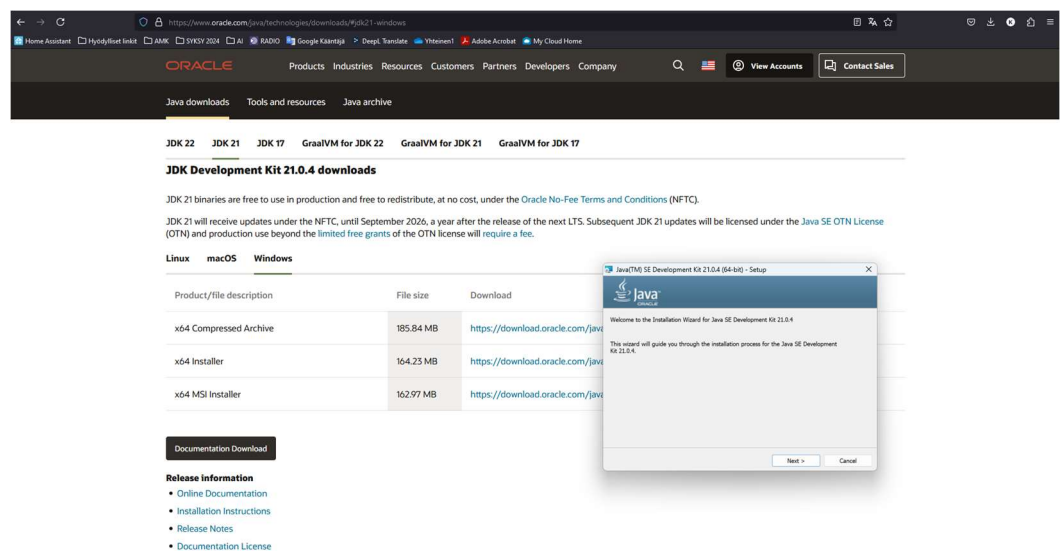 https://www.oracle.com/java/technologies/downloads/#jdk21-windows
Home Assistant Hyödylliset linkit AMK SYKSY 2024 AI RADIO Google Kääntäjä DeepL Translate Yhteinen1 Adobe Acrobat My Cloud Home
ORACLE Products Industries Resources Customers Partners Developers Company View Accounts Contact Sales
Java downloads Tools and resources Java archive
JDK 22 JDK 21 JDK 17 GraalVM for JDK 22 GraalVM for JDK 21 GraalVM for JDK 17
JDK Development Kit 21.0.4 downloads
JDK 21 binaries are free to use in production and free to redistribute, at no cost, under the Oracle No-Fee Terms and Conditions (NFTC).
JDK 21 will receive updates under the NFTC, until September 2026, a year after the release of the next LTS. Subsequent JDK 21 updates will be licensed under the Java SE OTN License
(OTN) and production use beyond the limited free grants of the OTN license will require a fee.
Linux macOS Windows
Product/file description File size Download
x64 Compressed Archive 185.84 MB https://download.oracle.com/java
x64 Installer 164.23 MB https://download.oracle.com/java
x64 MSI Installer 162.97 MB https://download.oracle.com/java
Java(TM) SE Development Kit 21.0.4 (64-bit) - Setup
Java
ORACLE
Welcome to the Installation Wizard for Java SE Development Kit 21.0.4
This wizard will guide you through the installation process for the Java SE Development
Kit 21.0.4.
Next > Cancel
Documentation Download
Release information
Online Documentation
Installation Instructions
Release Notes
Documentation License